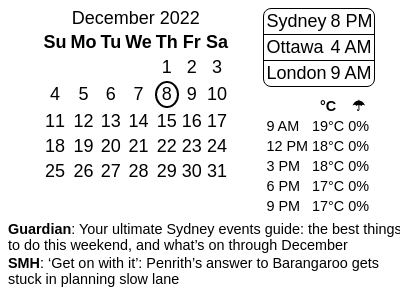 December 2022
Su Mo Tu We Th Fr Sa
1 2 3
4 5 6 7 8 9 10
11 12 13 14 15 16 17
18 19 20 21 22 23 24
25 26 27 28 29 30 31
Sydney 8 PM
Ottawa 4 AM
London 9 AM
°C ☂
9 AM 19°C 0%
12 PM 18°C 0%
3 PM 18°C 0%
6 PM 17°C 0%
9 PM 17°C 0%
Guardian: Your ultimate Sydney events guide: the best things
to do this weekend, and what’s on through December
SMH: ‘Get on with it’: Penrith’s answer to Barangaroo gets
stuck in planning slow lane